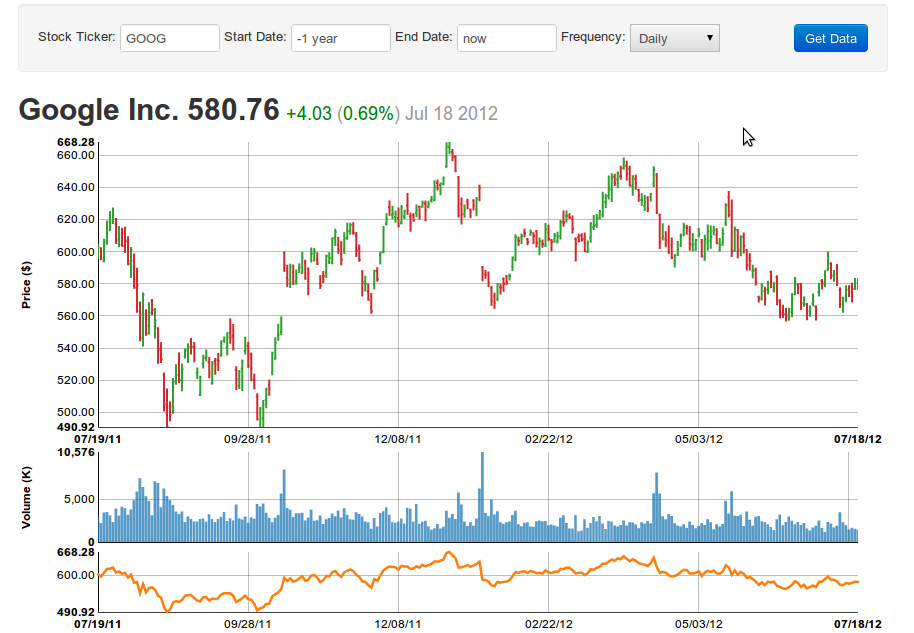 Stock Ticker: GOOG Start Date: -1 year End Date: now Frequency: Daily Get Data
Google Inc. 580.76 +4.03 (0.69%) Jul 18 2012
668.28
660.00
640.00
620.00
600.00
580.00
560.00
540.00
520.00
500.00
490.92
Price ($)
07/19/11 09/28/11 12/08/11 02/22/12 05/03/12 07/18/12
10,576
5,000
0
Volume (K)
668.28
600.00
490.92
07/19/11 09/28/11 12/08/11 02/22/12 05/03/12 07/18/12